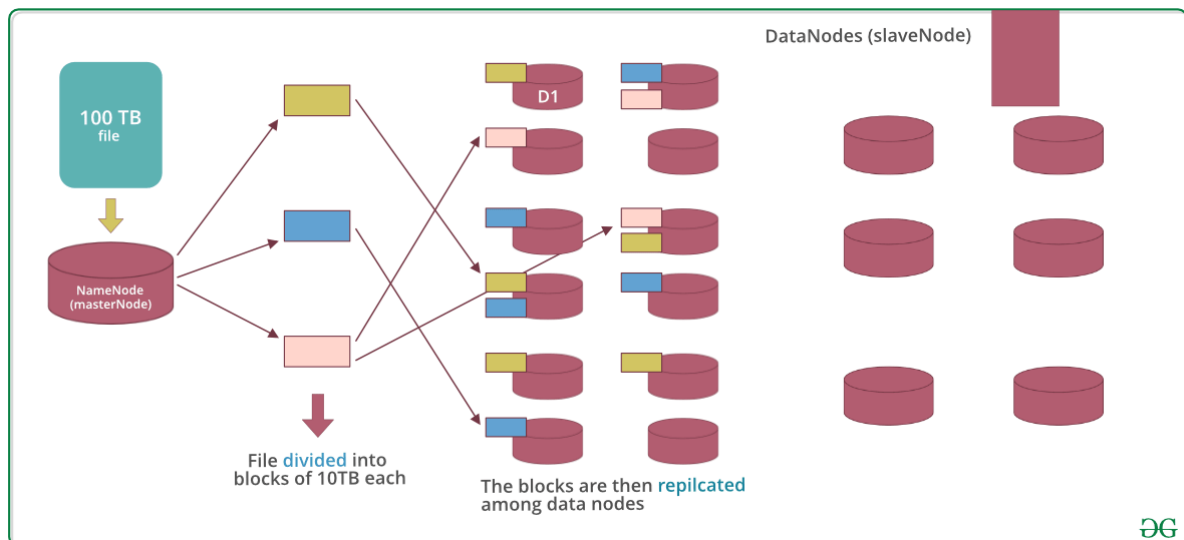 DataNodes (slaveNode)
100 TB
file
D1
NameNode
(masterNode)
File divided into
blocks of 10TB each
The blocks are then repilcated
among data nodes